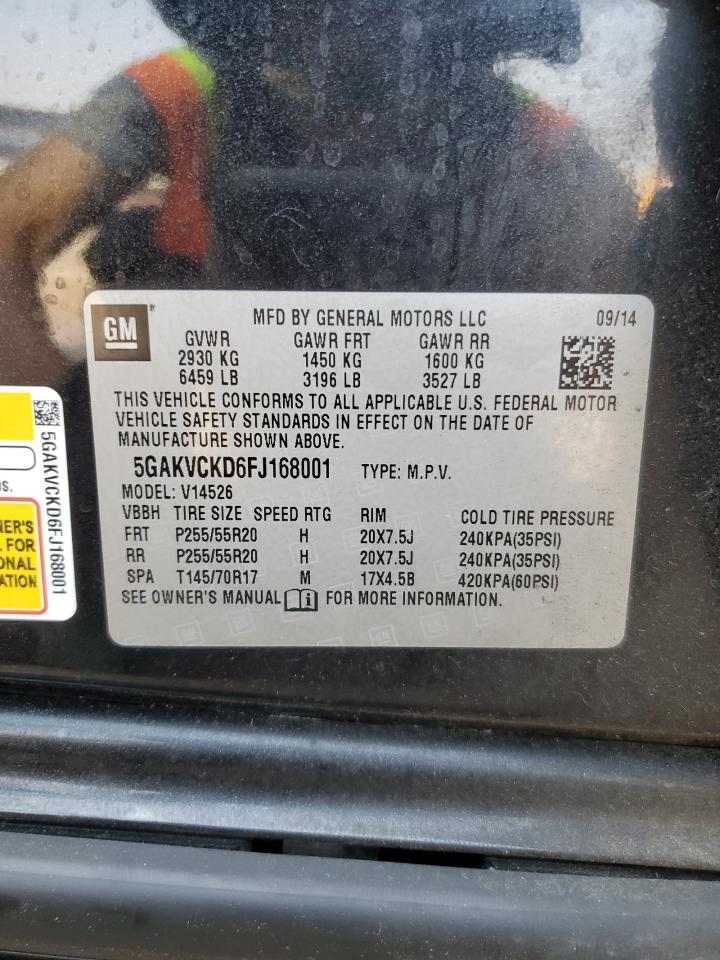 GM
MFD BY GENERAL MOTORS LLC 09/14
GVWR GAWR FRT GAWR RR
2930 KG 1450 KG 1600 KG
6459 LB 3196 LB 3527 LB
THIS VEHICLE CONFORMS TO ALL APPLICABLE U.S. FEDERAL MOTOR
VEHICLE SAFETY STANDARDS IN EFFECT ON THE DATE OF
MANUFACTURE SHOWN ABOVE.
5GAKVCKD6FJ168001 TYPE: M.P.V.
MODEL: V14526
VBBH TIRE SIZE SPEED RTG RIM COLD TIRE PRESSURE
FRT P255/55R20 H 20X7.5J 240KPA(35PSI)
RR P255/55R20 H 20X7.5J 240KPA(35PSI)
SPA T145/70R17 M 17X4.5B 420KPA(60PSI)
SEE OWNER'S MANUAL FOR MORE INFORMATION.
5GAKVCKD6FJ168001
NER'S
FOR
ONAL
ATION